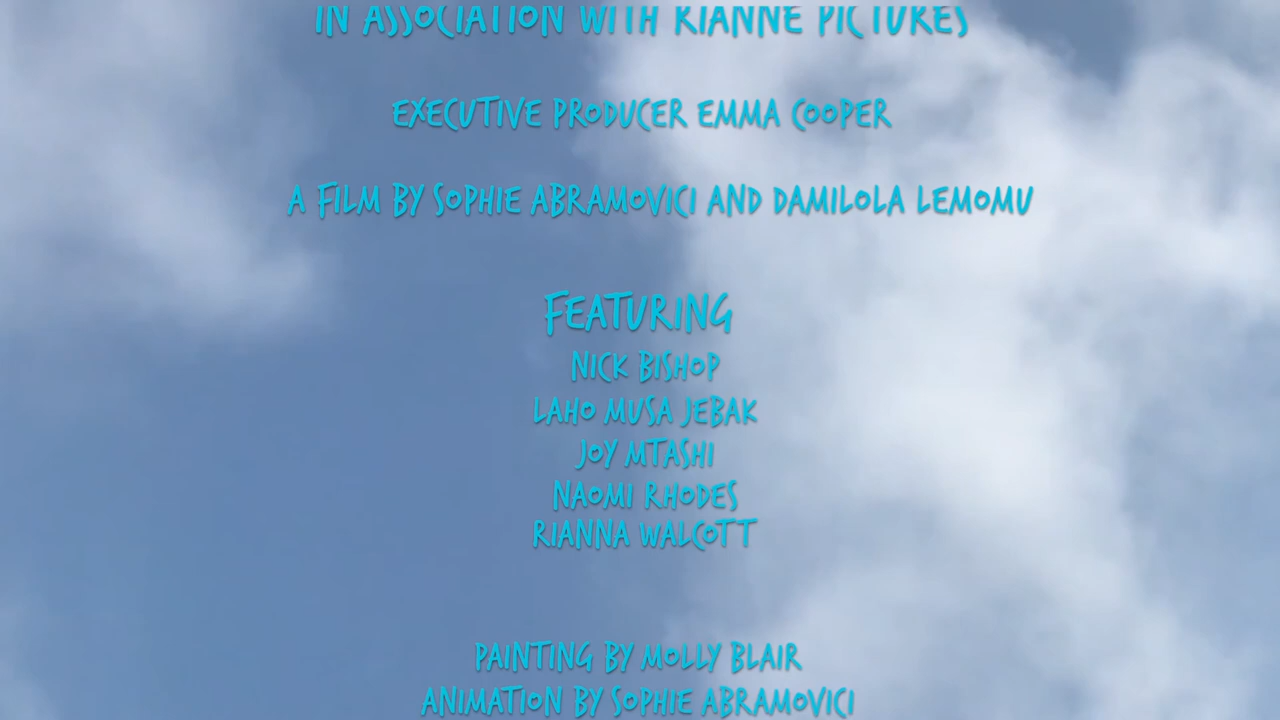 IN ASSOCIATION WITH RIANNE PICTURES
EXECUTIVE PRODUCER EMMA COOPER
A FILM BY SOPHIE ABRAMOVICI AND DAMILOLA LEMOMU
FEATURING
NICK BISHOP
LAHO MUSA JEBAK
JOY MTASHI
NAOMI RHODES
RIANNA WALCOTT
PAINTING BY MOLLY BLAIR
ANIMATION BY SOPHIE ABRAMOVICI